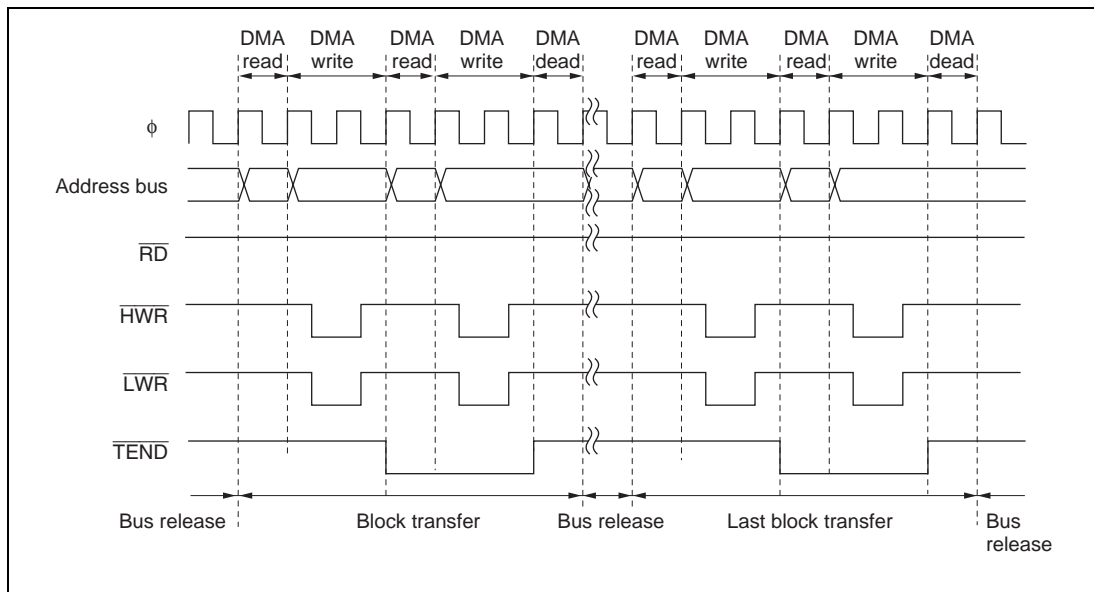 DMA DMA DMA DMA DMA DMA DMA DMA DMA DMA
read write read write dead read write read write dead
ϕ
Address bus
RD
HWR
LWR
TEND
Bus release Block transfer Bus release Last block transfer Bus
release